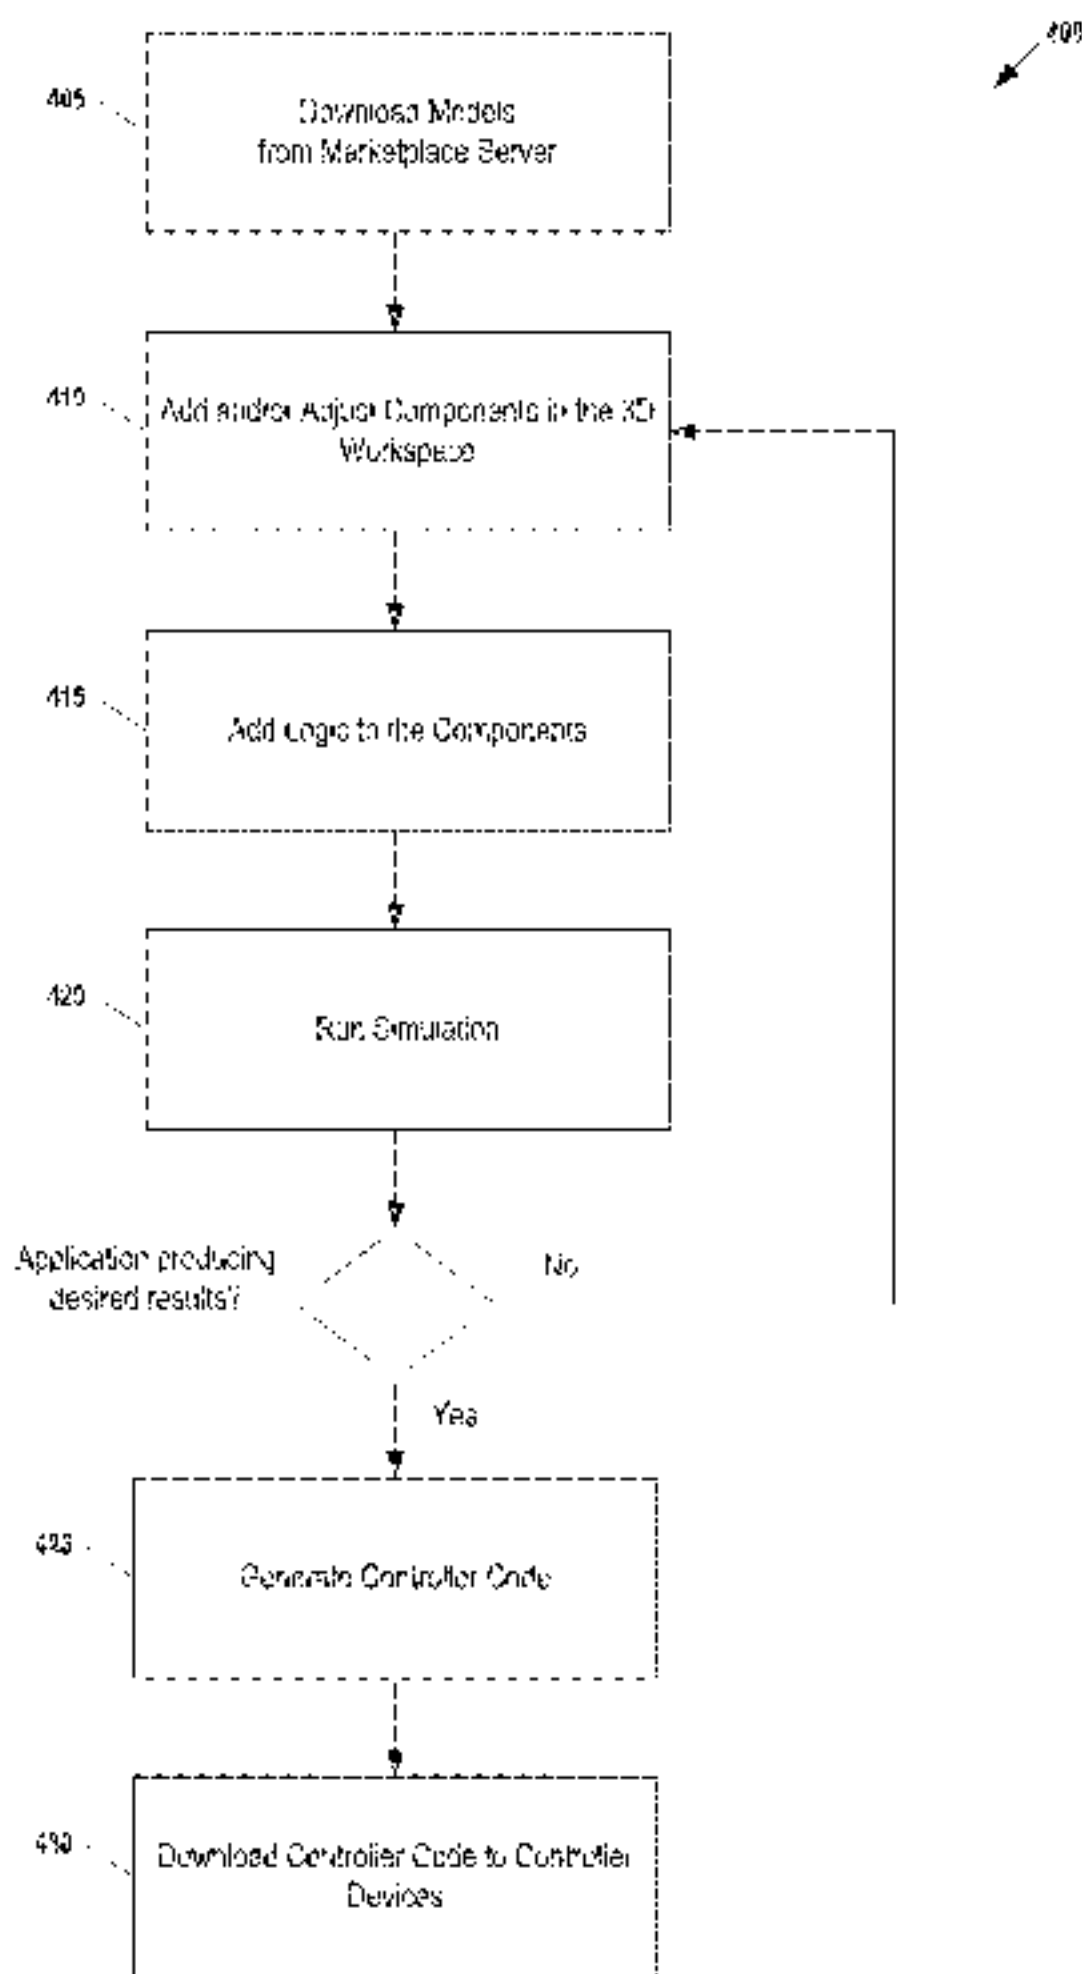 400
405
Download Models
from Marketplace Server
410
Add and/or Adjust Components in the 3D
Workspace
415
Add Logic to the Components
420
Run Simulation
Application producing
desired results?
No
Yes
425
Generate Controller Code
430
Download Controller Code to Controller
Devices